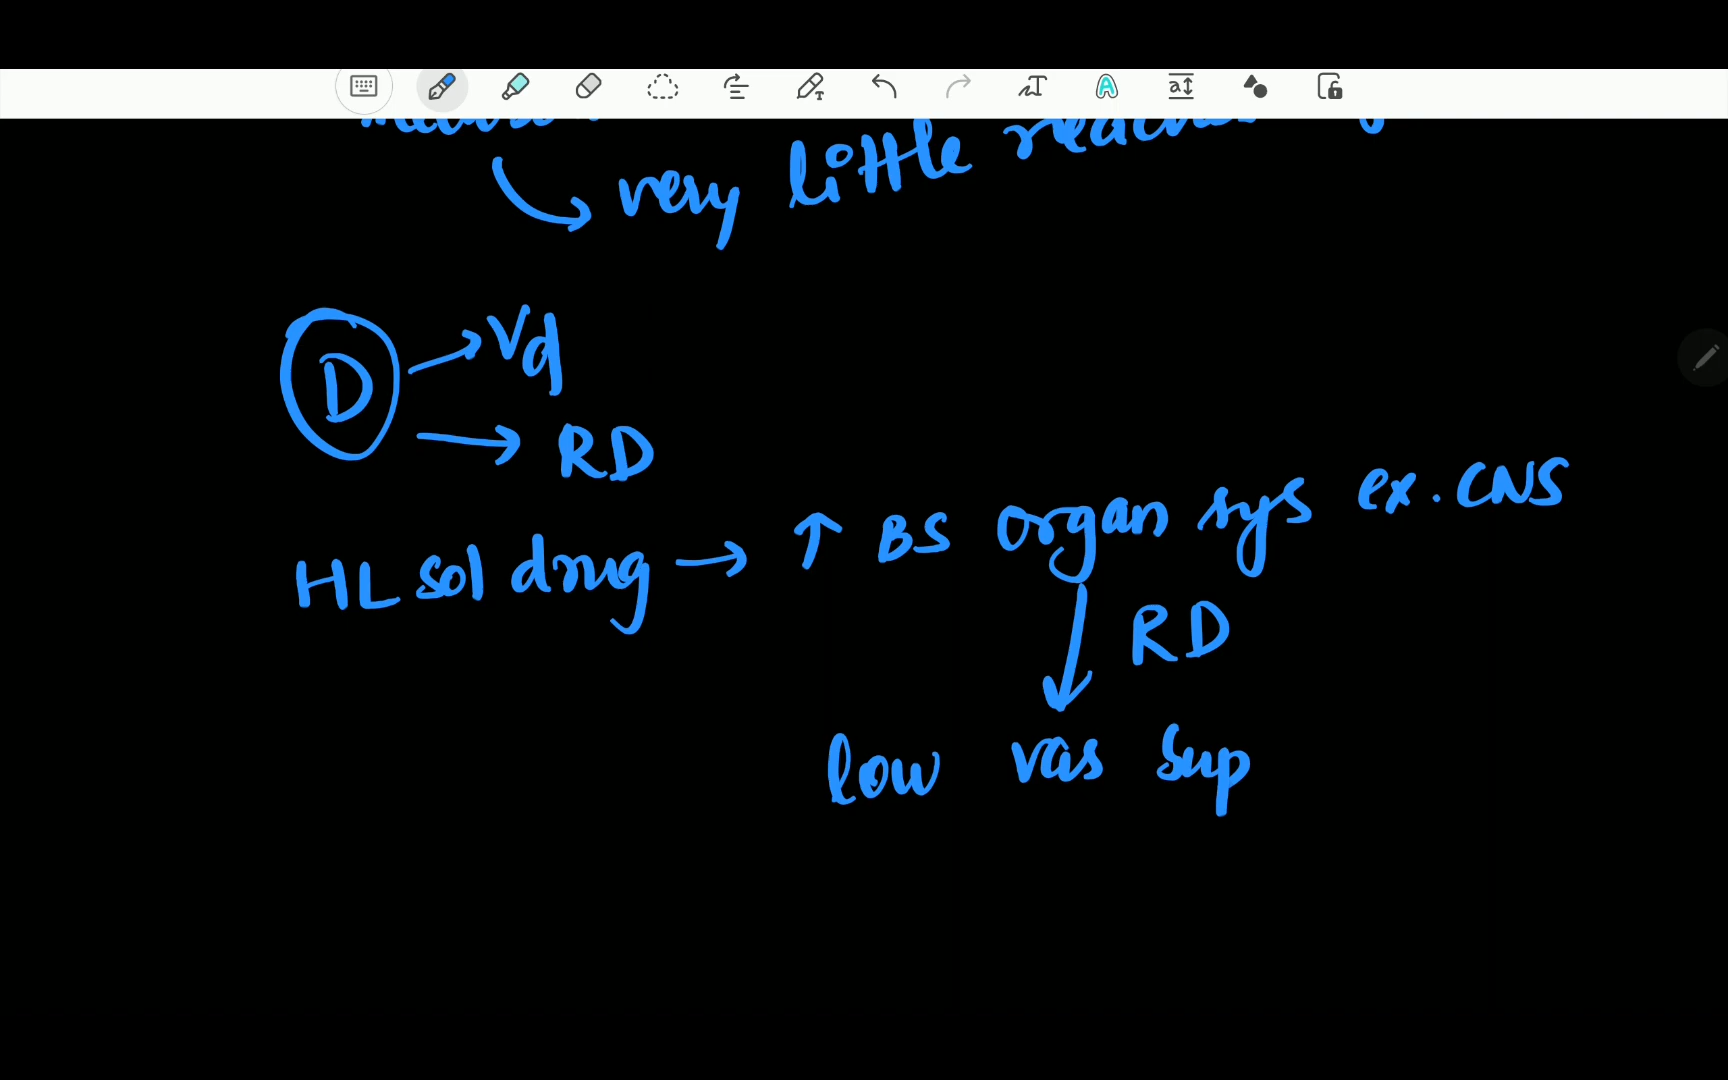 very little
D → Vd
→ RD
HL sol drug → ↑ BS organ sys ex. CNS
RD
low vas sup